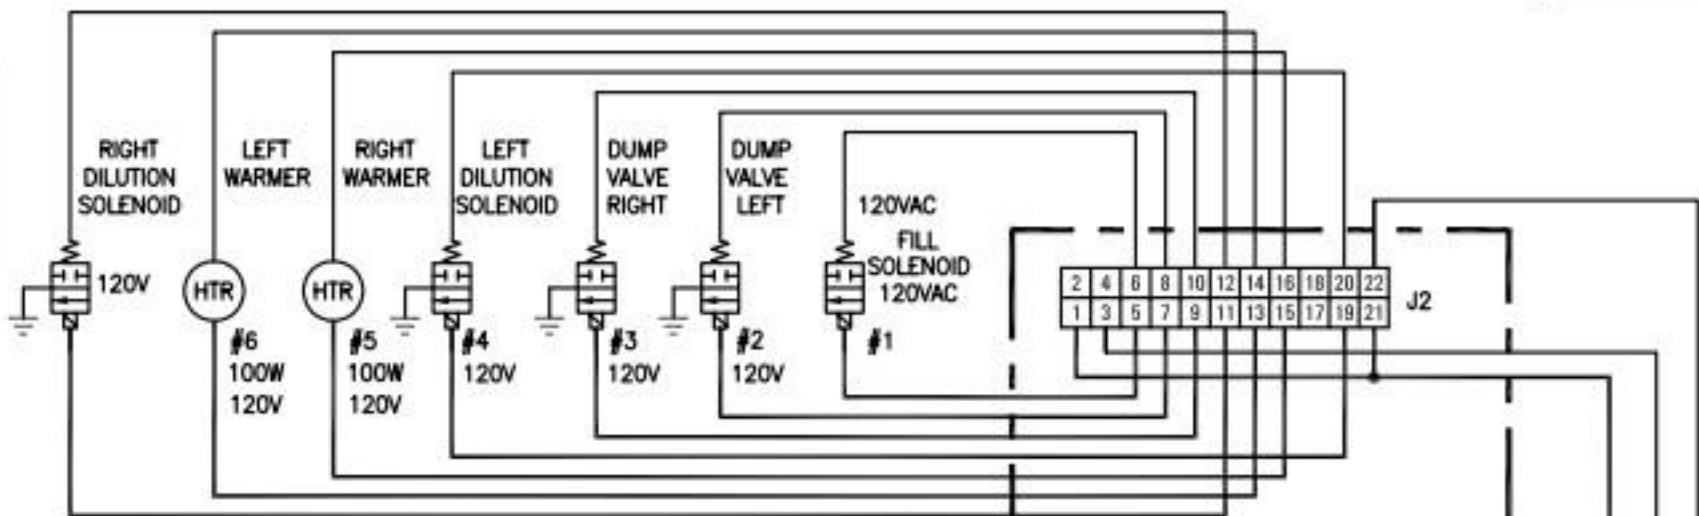 RIGHT
DILUTION
SOLENOID
LEFT
WARMER
RIGHT
WARMER
LEFT
DILUTION
SOLENOID
DUMP
VALVE
RIGHT
DUMP
VALVE
LEFT
120VAC
FILL
SOLENOID
120VAC
120V
HTR
HTR
#6
100W
120V
#5
100W
120V
#4
120V
#3
120V
#2
120V
#1
2 4 6 8 10 12 14 16 18 20 22
1 3 5 7 9 11 13 15 17 19 21
J2